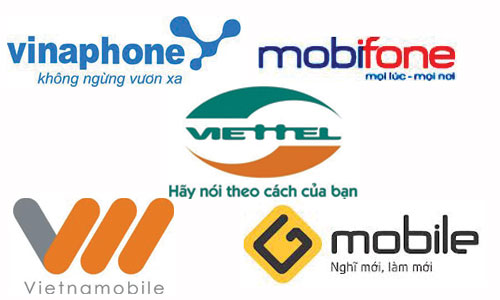 vinaphone
không ngừng vươn xa
mobifone
mọi lúc - mọi nơi
VIETTEL
Hãy nói theo cách của bạn
Vietnamobile
G mobile
Nghĩ mới, làm mới